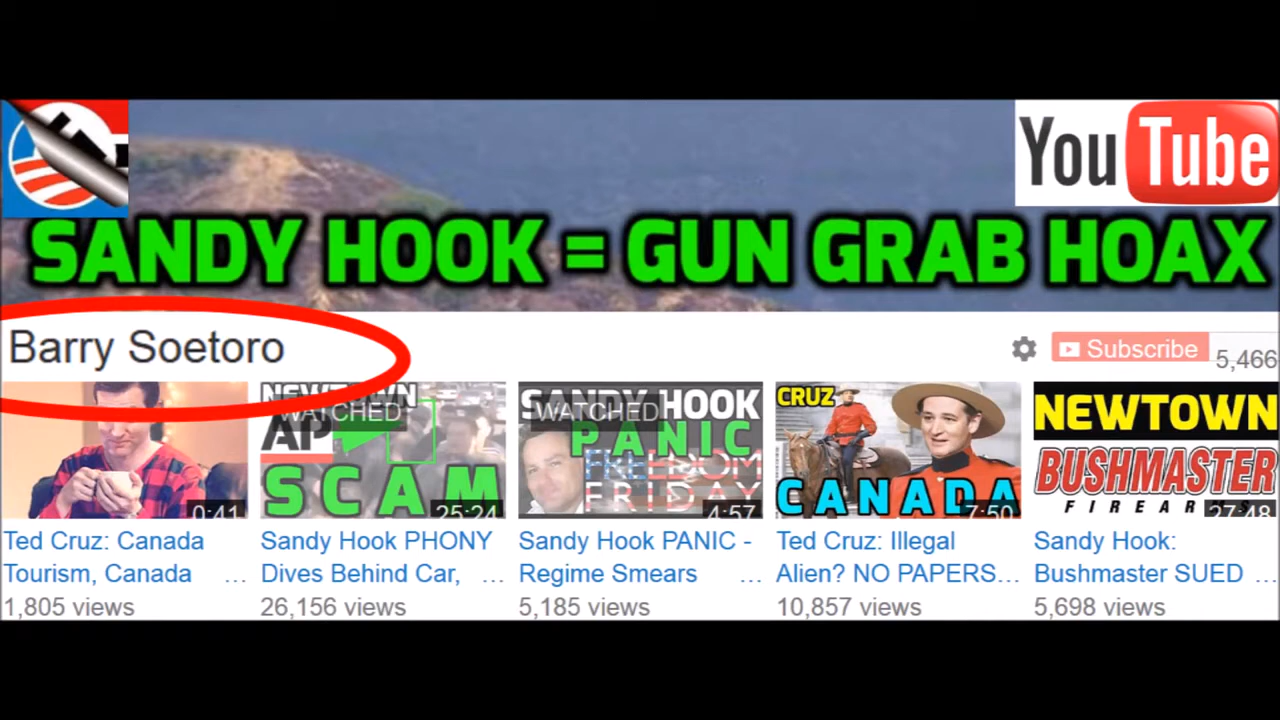 YouTube
SANDY HOOK = GUN GRAB HOAX
Barry Soetoro
Subscribe 5,466
NEWTOWN
WATCHED
AP
SCAM
25:24
0:41
SANDY HOOK
WATCHED
PANIC
FREEDOM
FRIDAY
4:57
CRUZ
CANADA
7:50
NEWTOWN
BUSHMASTER
FIREARMS
27:48
Ted Cruz: Canada
Tourism, Canada ...
1,805 views
Sandy Hook PHONY
Dives Behind Car, ...
26,156 views
Sandy Hook PANIC -
Regime Smears ...
5,185 views
Ted Cruz: Illegal
Alien? NO PAPERS...
10,857 views
Sandy Hook:
Bushmaster SUED ...
5,698 views